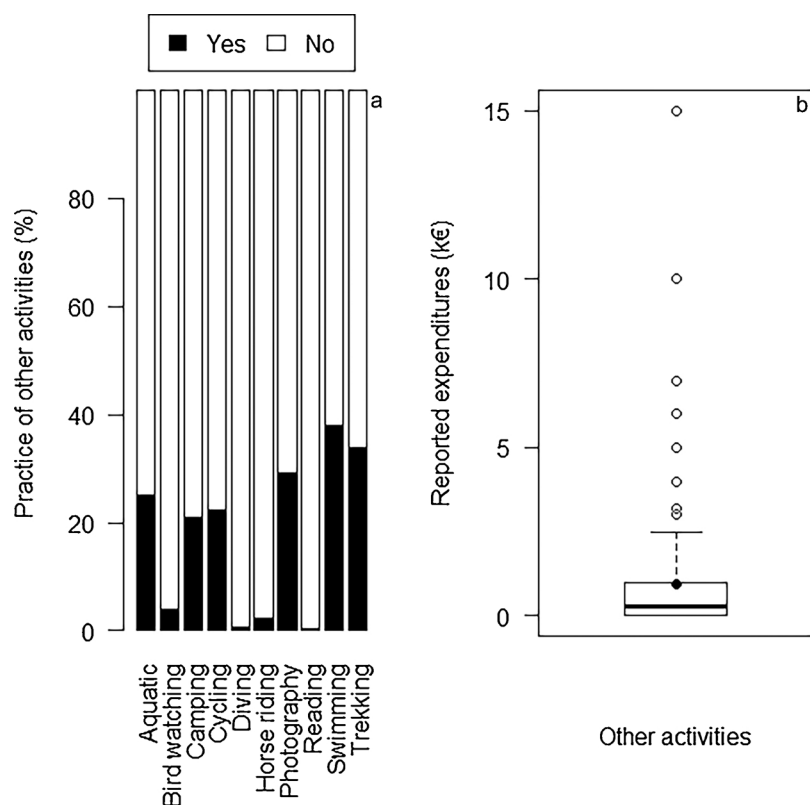 Yes No
a
Practice of other activities (%)
80
60
40
20
0
Aquatic
Bird watching
Camping
Cycling
Diving
Horse riding
Photography
Reading
Swimming
Trekking
b
Reported expenditures (k€)
15
10
5
0
Other activities